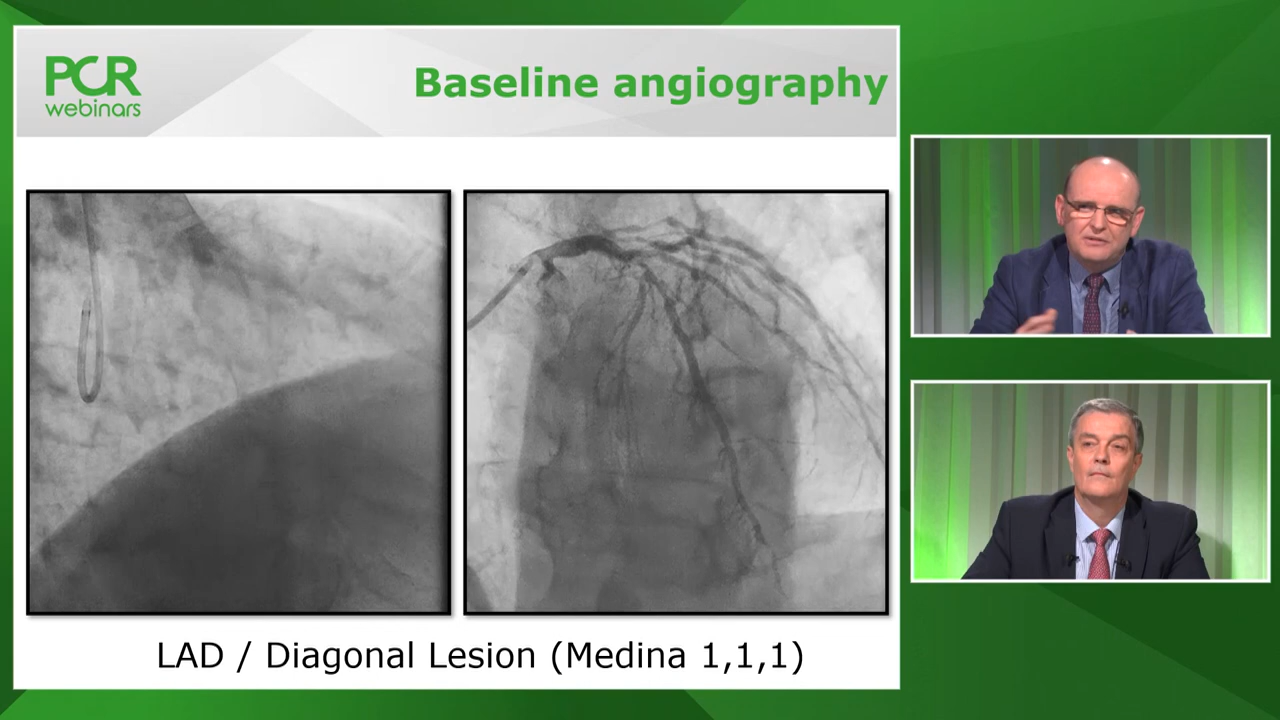 PCR
webinars
Baseline angiography
LAD / Diagonal Lesion (Medina 1,1,1)